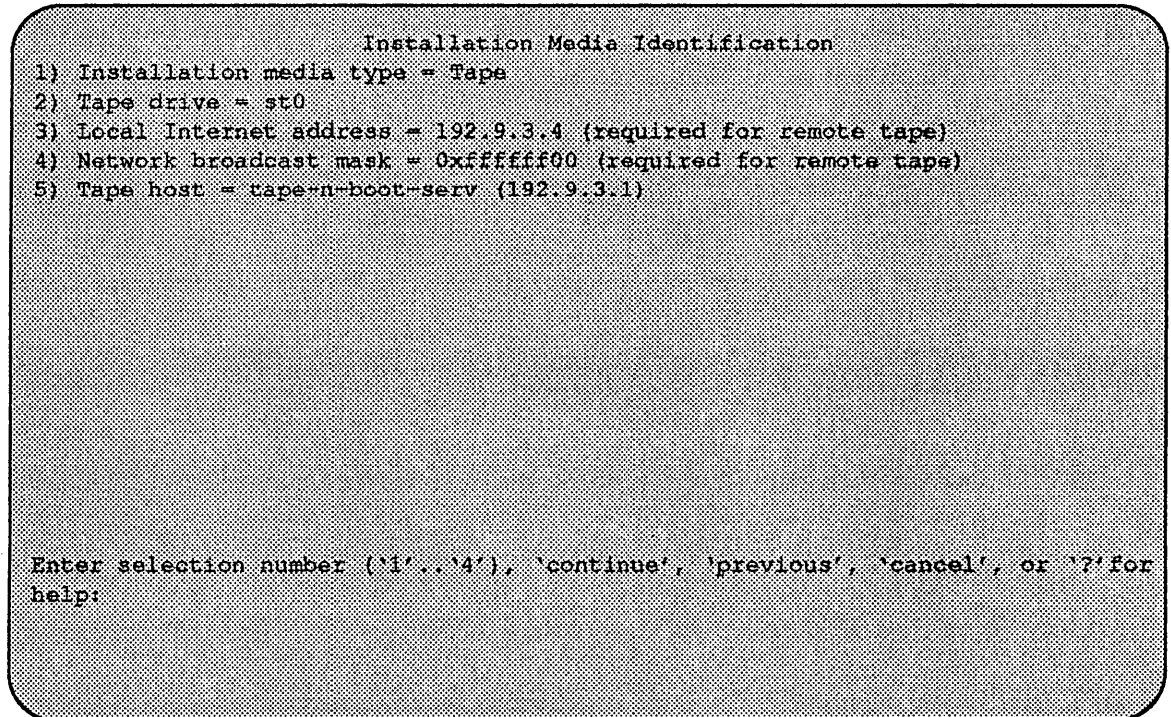 Installation Media Identification
1) Installation media type = Tape
2) Tape drive = st0
3) Local Internet address = 192.9.3.4 (required for remote tape)
4) Network broadcast mask = 0xffffff00 (required for remote tape)
5) Tape host = tape-n-boot-serv (192.9.3.1)
Enter selection number (`1'..`4'), `continue', `previous', `cancel', or `?'for
help: